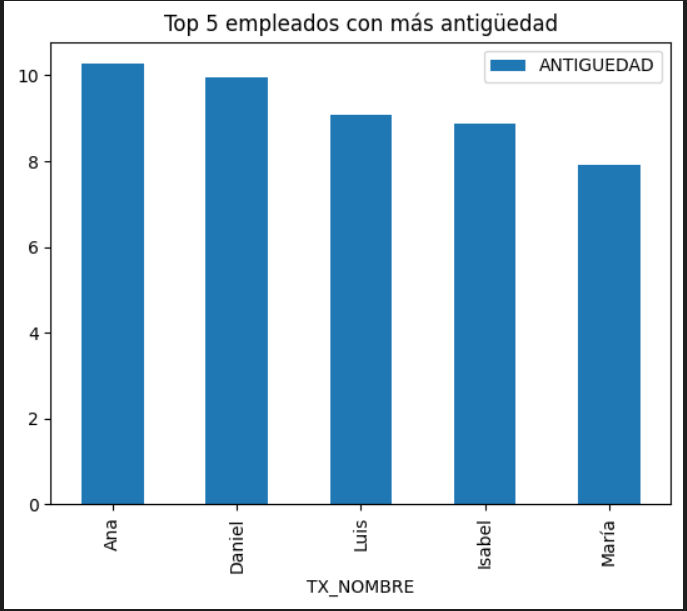 Top 5 empleados con más antigüedad
ANTIGUEDAD
10
8
6
4
2
0
Ana
Daniel
Luis
Isabel
María
TX_NOMBRE